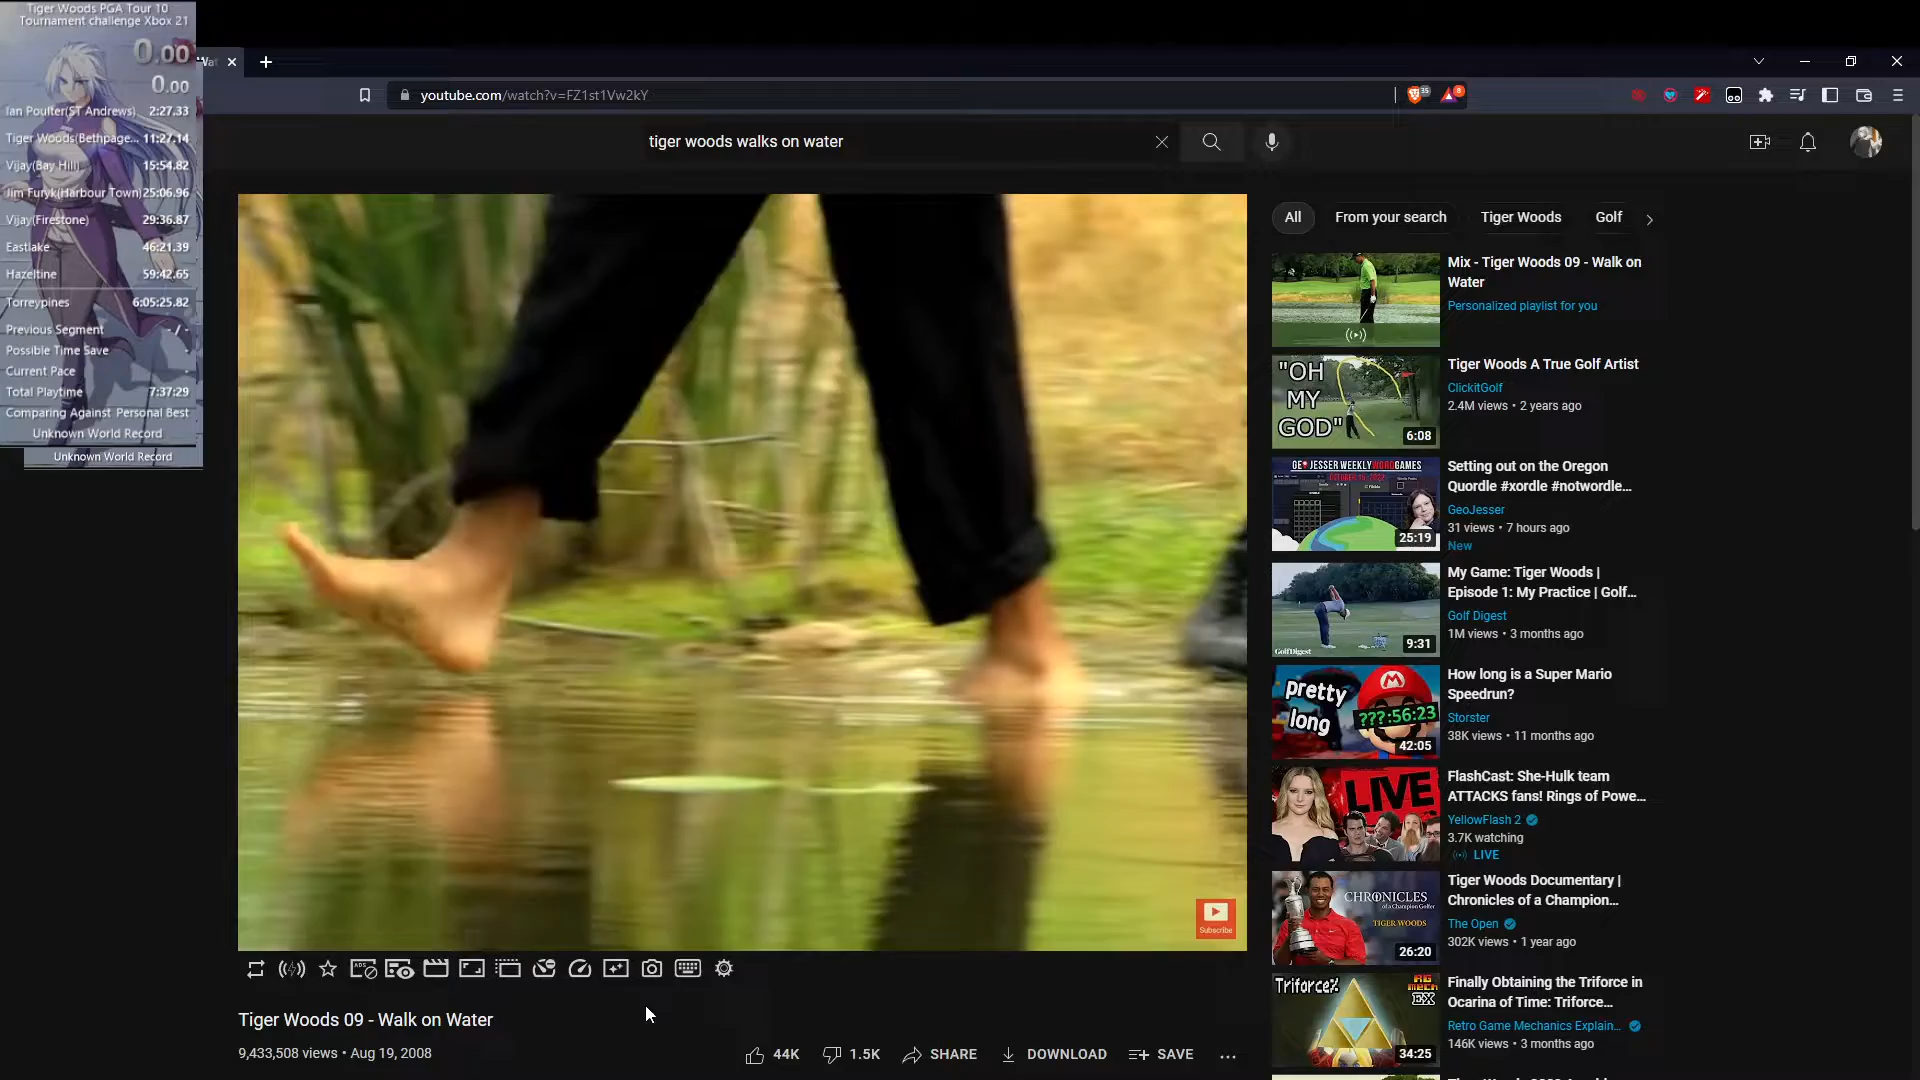 Tiger Woods PGA Tour 10
Tournament challenge Xbox 21
0.00
0.00
Ian Poulter(ST Andrews) 2:27.33
Tiger Woods(Bethpage... 11:27.14
Vijay(Bay Hill) 15:54.82
Jim Furyk(Harbour Town) 25:06.96
Vijay(Firestone) 29:36.87
Eastlake 46:21.39
Hazeltine 59:42.65
Torreypines 6:05:25.82
Previous Segment - / -
Possible Time Save -
Current Pace -
Total Playtime 7:37:29
Comparing Against Personal Best
Unknown World Record
Unknown World Record
Wat
youtube.com/watch?v=FZ1st1Vw2kY
35
8
tiger woods walks on water
Subscribe
Tiger Woods 09 - Walk on Water
9,433,508 views • Aug 19, 2008
44K
1.5K
SHARE
DOWNLOAD
SAVE
...
All
From your search
Tiger Woods
Golf
Mix - Tiger Woods 09 - Walk on
Water
Personalized playlist for you
"OH
MY
GOD"
6:08
Tiger Woods A True Golf Artist
ClickitGolf
2.4M views • 2 years ago
GEOJESSER WEEKLY WORDGAMES
25:19
Setting out on the Oregon
Quordle #xordle #notwordle...
GeoJesser
31 views • 7 hours ago
New
GolfDigest
9:31
My Game: Tiger Woods |
Episode 1: My Practice | Golf...
Golf Digest
1M views • 3 months ago
pretty
long
???:56:23
42:05
How long is a Super Mario
Speedrun?
Storster
38K views • 11 months ago
LIVE
FlashCast: She-Hulk team
ATTACKS fans! Rings of Powe...
YellowFlash 2
3.7K watching
LIVE
CHRONICLES
of a Champion Golfer
TIGER WOODS
26:20
Tiger Woods Documentary |
Chronicles of a Champion...
The Open
302K views • 1 year ago
Triforce%
RG
mech
EX
34:25
Finally Obtaining the Triforce in
Ocarina of Time: Triforce...
Retro Game Mechanics Explain...
146K views • 3 months ago